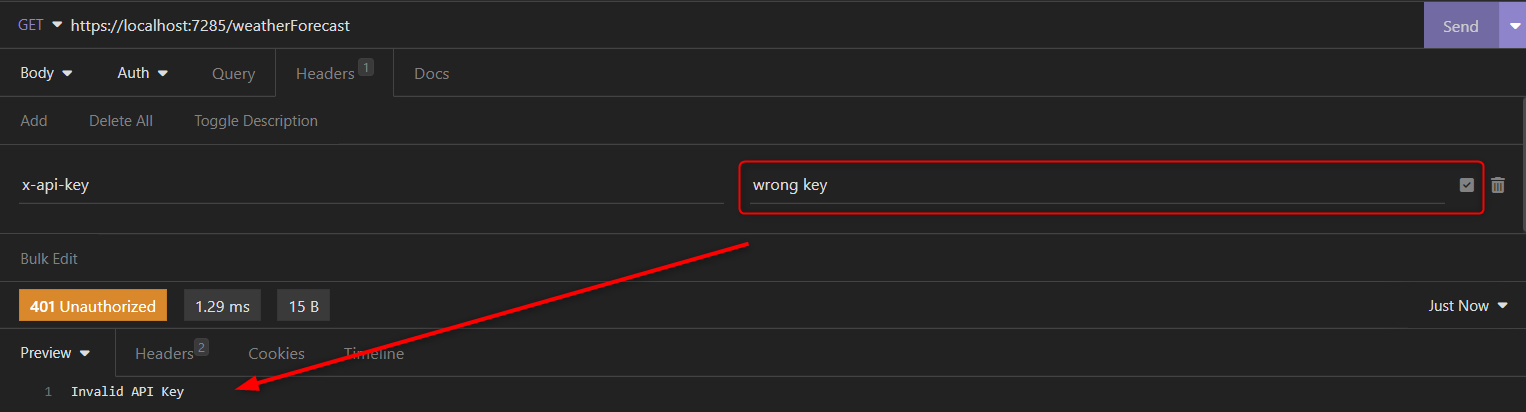 GET https://localhost:7285/weatherForecast Send
Body Auth Query Headers 1 Docs
Add Delete All Toggle Description
x-api-key wrong key
Bulk Edit
401 Unauthorized 1.29 ms 15 B Just Now
Preview Headers 2 Cookies Timeline
1 Invalid API Key